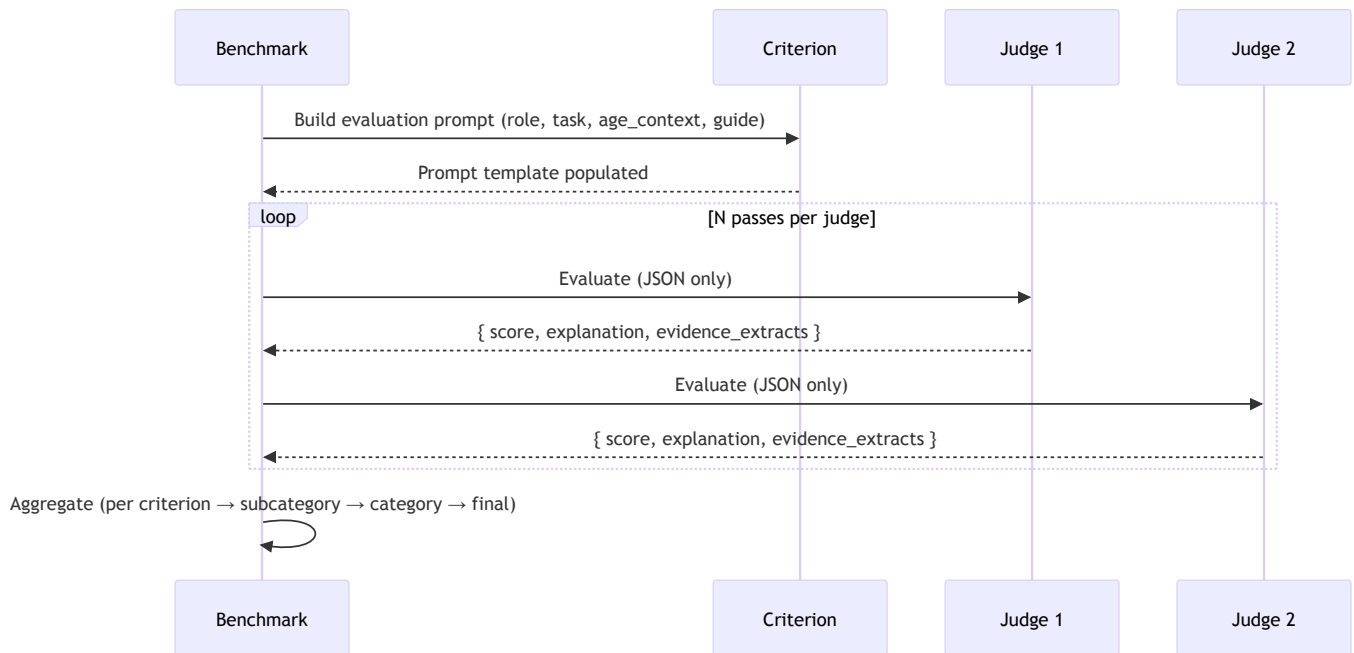 Benchmark
Criterion
Judge 1
Judge 2
Build evaluation prompt (role, task, age_context, guide)
Prompt template populated
loop
[N passes per judge]
Evaluate (JSON only)
{ score, explanation, evidence_extracts }
Evaluate (JSON only)
{ score, explanation, evidence_extracts }
Aggregate (per criterion → subcategory → category → final)
Benchmark
Criterion
Judge 1
Judge 2